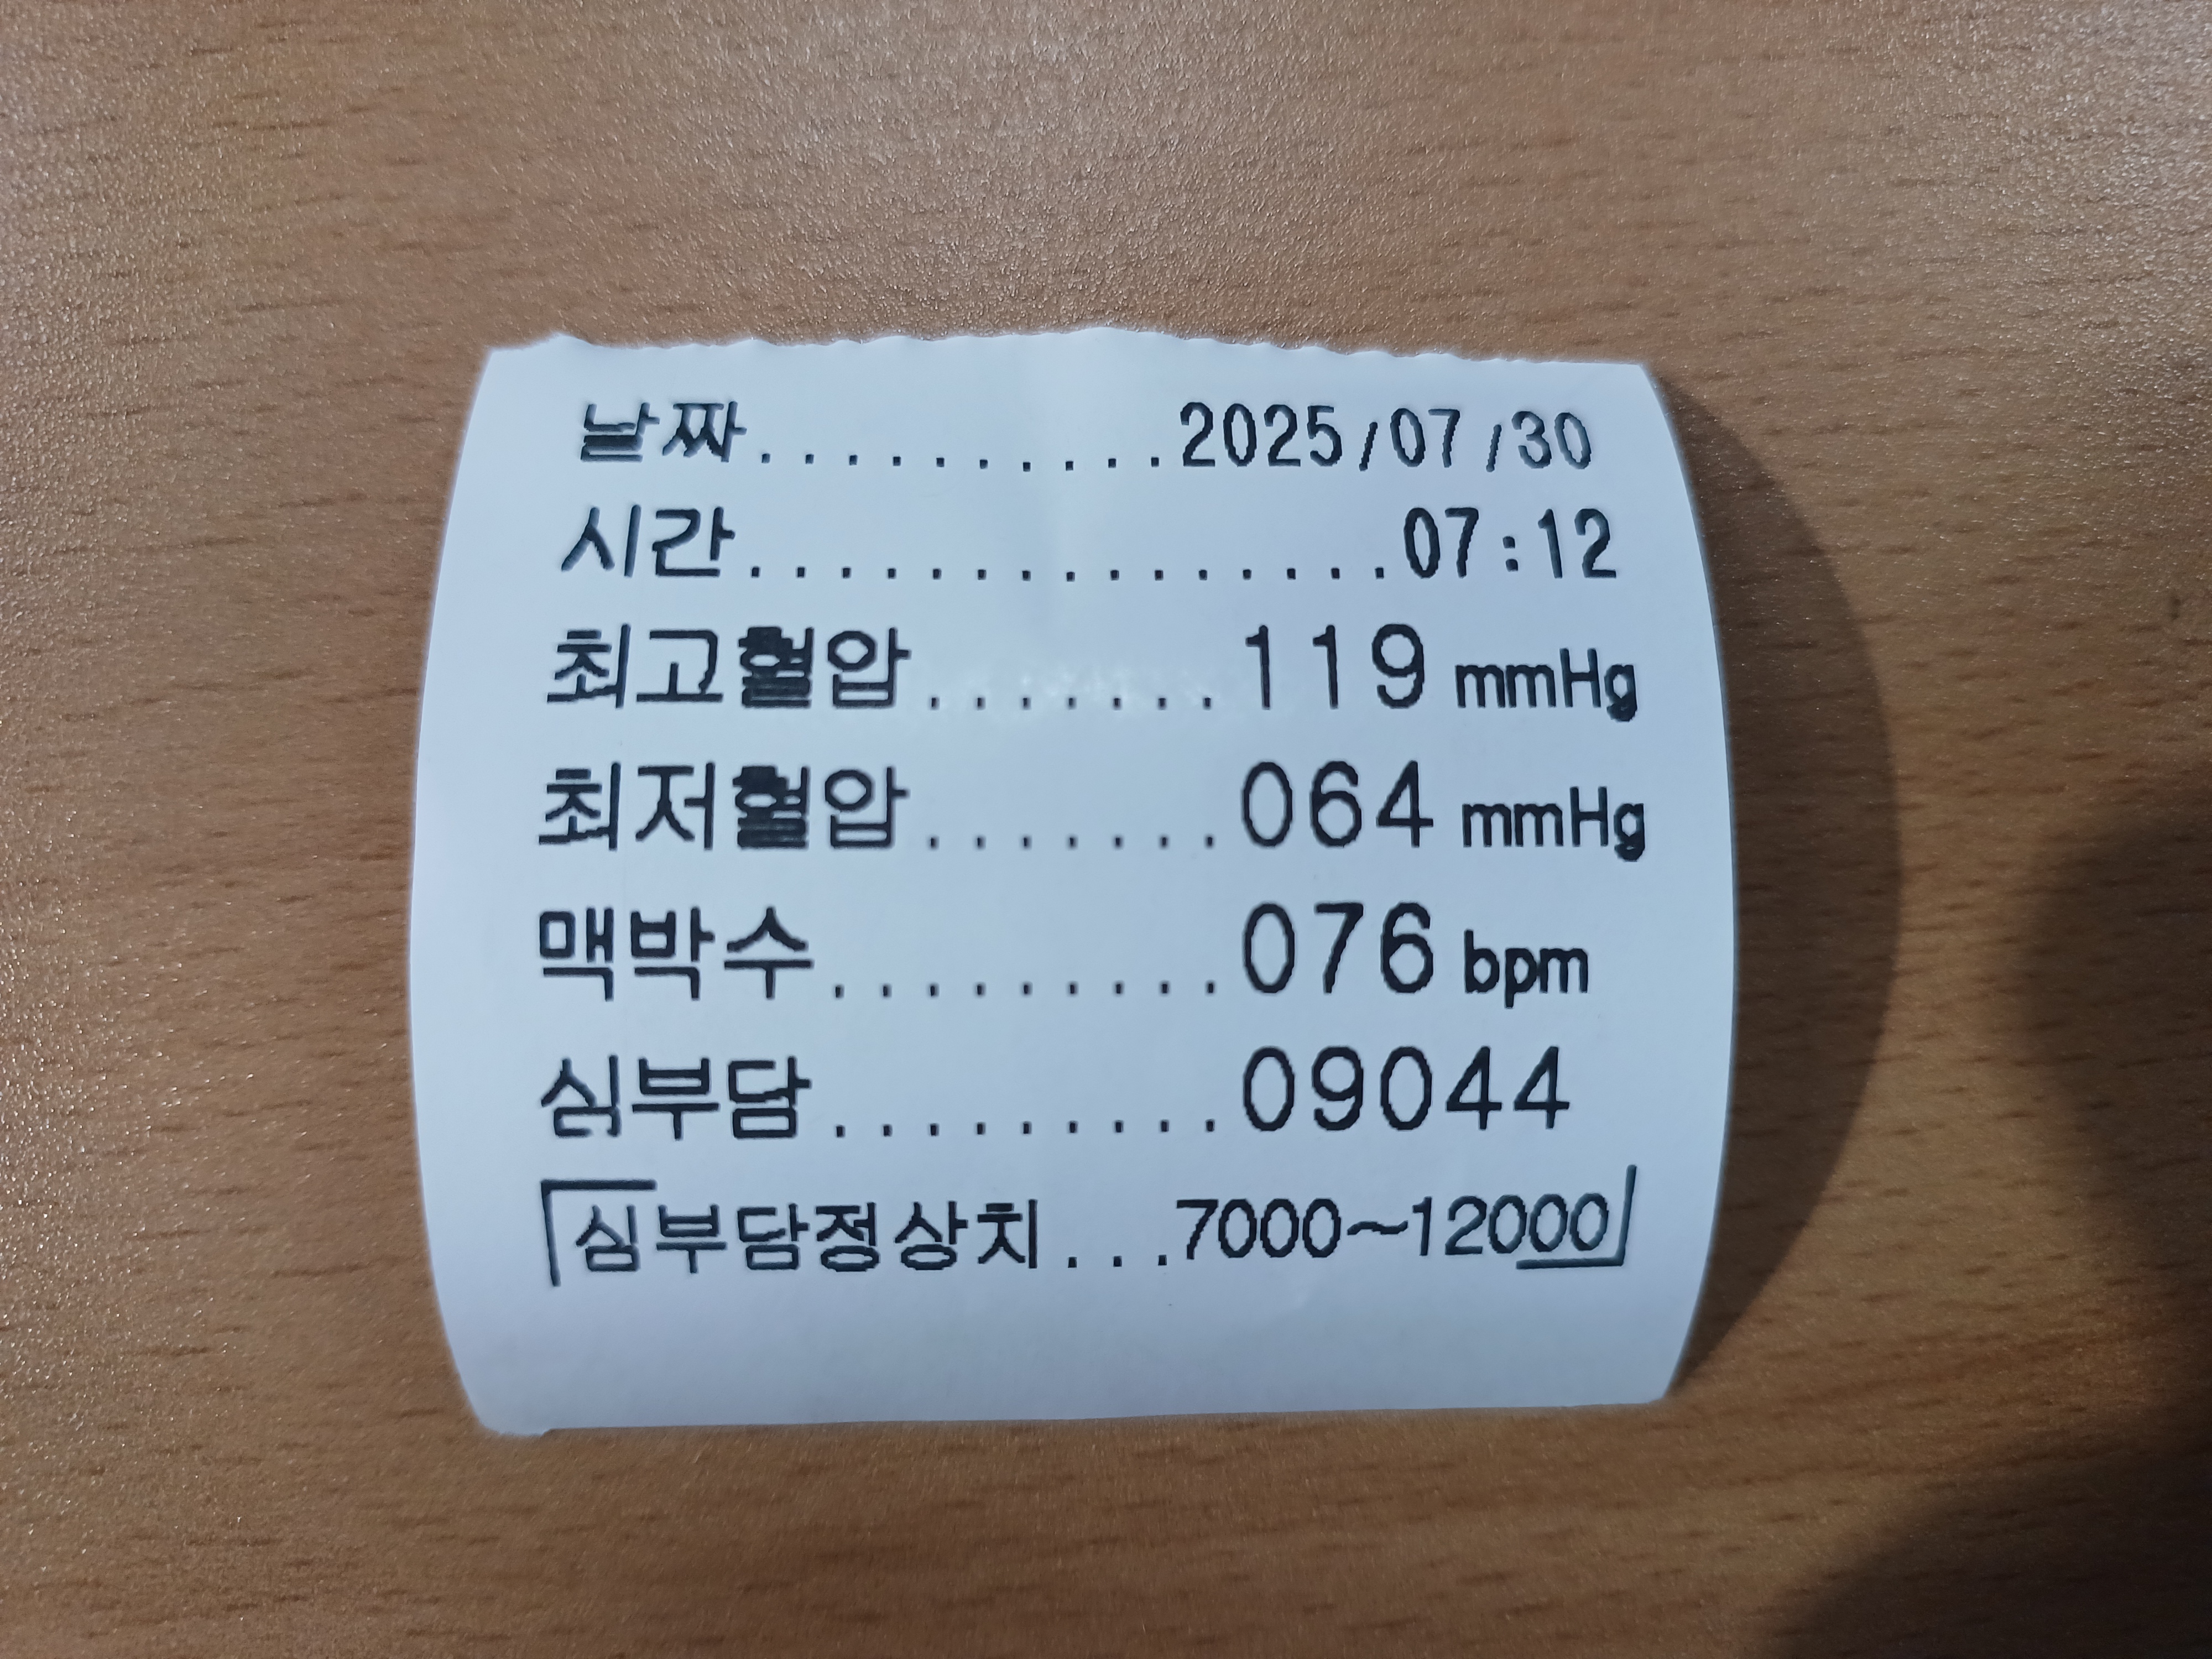 날짜..........2025/07/30
시간...............07:12
최고혈압.......119 mmHg
최저혈압.......064 mmHg
맥박수.........076 bpm
심부담.........09044
심부담정상치...7000~12000